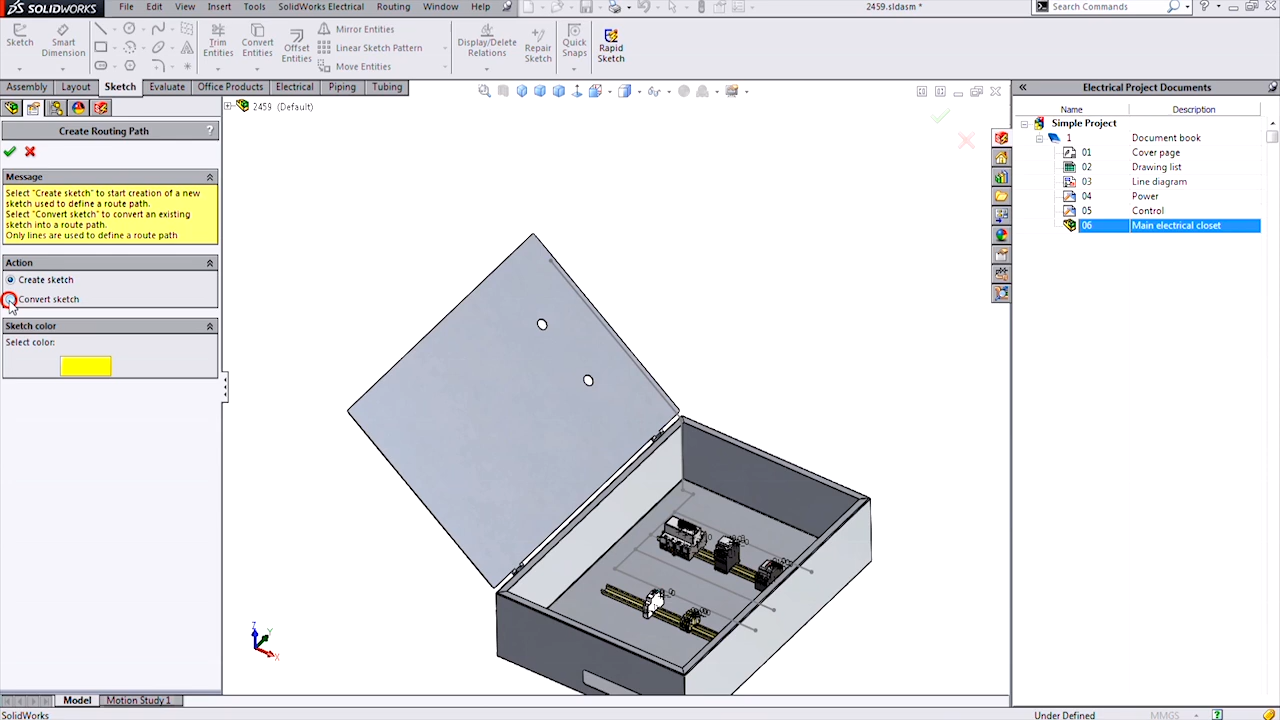 SOLIDWORKS File Edit View Insert Tools SolidWorks Electrical Routing Window Help 2459.sldasm * Search Commands ?
Sketch Smart Dimension Trim Entities Convert Entities Offset Entities Mirror Entities Linear Sketch Pattern Move Entities Display/Delete Relations Repair Sketch Quick Snaps Rapid Sketch
Assembly Layout Sketch Evaluate Office Products Electrical Piping Tubing
2459 (Default)
Create Routing Path ?
Message
Select "Create sketch" to start creation of a new
sketch used to define a route path.
Select "Convert sketch" to convert an existing
sketch into a route path.
Only lines are used to define a route path
Action
Create sketch
Convert sketch
Sketch color
Select color:
Z
Y
X
Electrical Project Documents
Name Description
Simple Project
1 Document book
01 Cover page
02 Drawing list
03 Line diagram
04 Power
05 Control
06 Main electrical closet
Model Motion Study 1
SolidWorks Under Defined MMGS ?